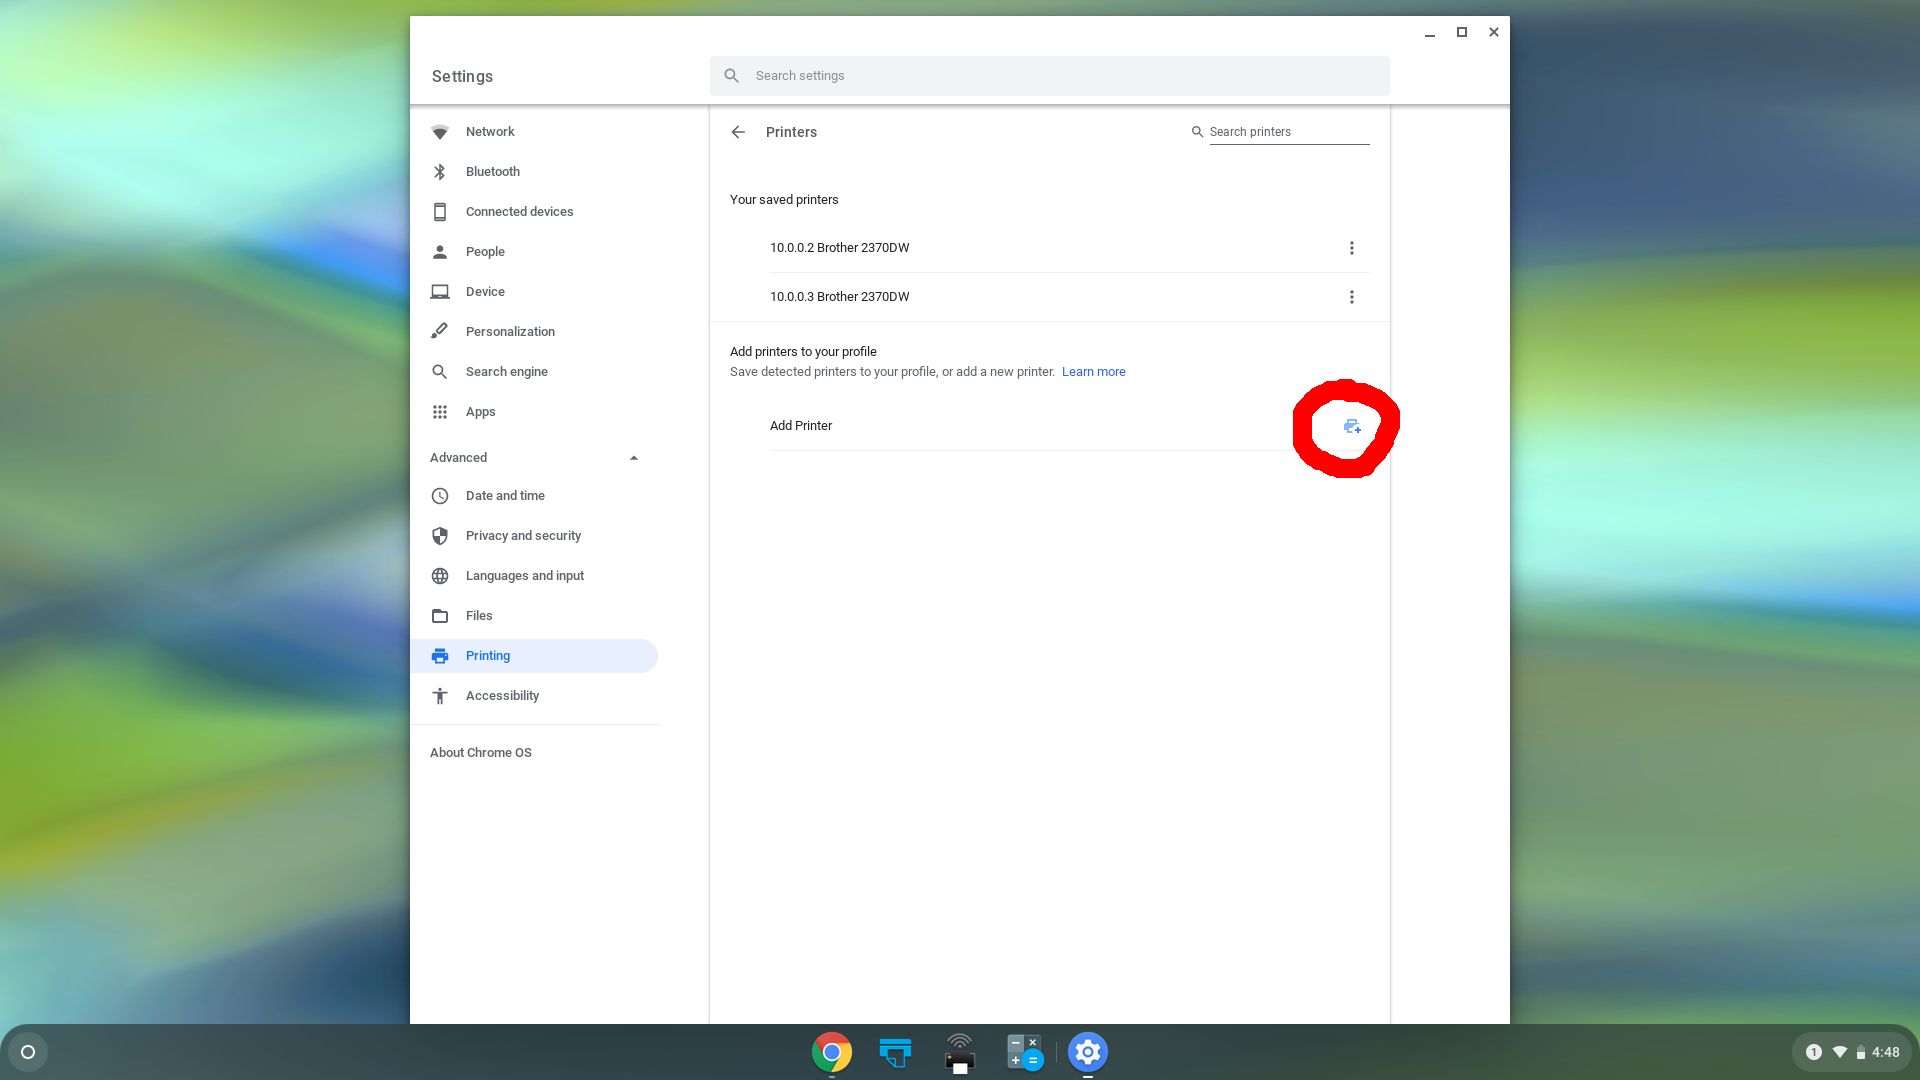 Settings
Search settings
Network
Bluetooth
Connected devices
People
Device
Personalization
Search engine
Apps
Advanced
Date and time
Privacy and security
Languages and input
Files
Printing
Accessibility
About Chrome OS
Printers
Search printers
Your saved printers
10.0.0.2 Brother 2370DW
10.0.0.3 Brother 2370DW
Add printers to your profile
Save detected printers to your profile, or add a new printer. Learn more
Add Printer
1 4:48